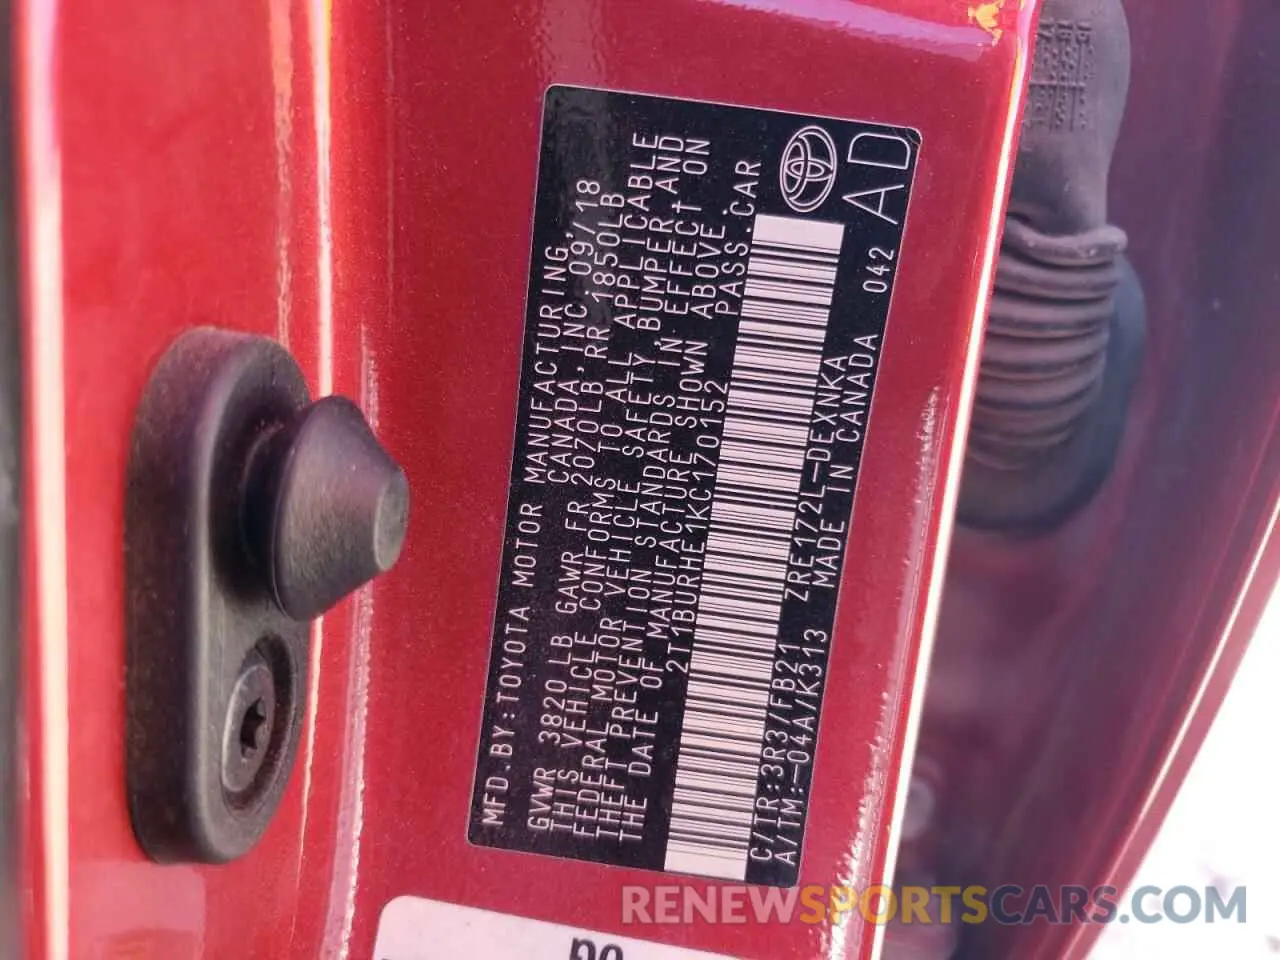 MFD.BY:TOYOTA MOTOR MANUFACTURING
CANADA,INC. 09/18
GVWR 3820 LB GAWR FR 2070LB RR 1850LB
THIS VEHICLE CONFORMS TO ALL APPLICABLE
FEDERAL MOTOR VEHICLE SAFETY, BUMPER, AND
THEFT PREVENTION STANDARDS IN EFFECT ON
THE DATE OF MANUFACTURE SHOWN ABOVE.
2T1BURHE1KC170152 PASS.CAR
C/TR:3R3/FB21 ZRE172L-DEXNKA
A/TM:-04A/K313 MADE IN CANADA 042
AD
RENEWSPORTSCARS.COM